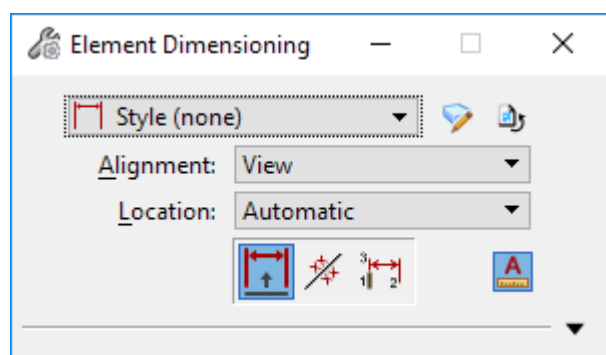 Element Dimensioning
Style (none)
Alignment: View
Location: Automatic
3
1 2
A